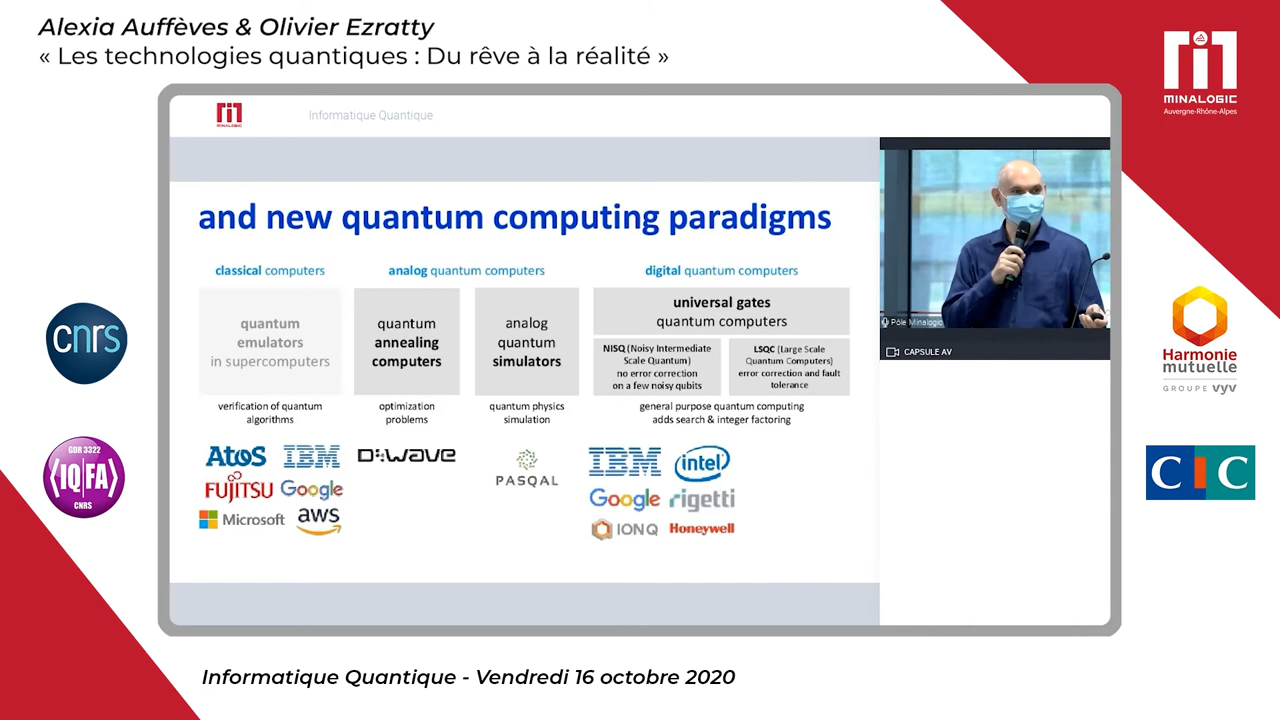 Alexia Auffèves & Olivier Ezratty
« Les technologies quantiques : Du rêve à la réalité »
MINALOGIC
Auvergne-Rhône-Alpes
MINALOGIC
Informatique Quantique
and new quantum computing paradigms
classical computers
analog quantum computers
digital quantum computers
quantum
emulators
in supercomputers
quantum
annealing
computers
analog
quantum
simulators
universal gates
quantum computers
NISQ (Noisy Intermediate
Scale Quantum)
no error correction
on a few noisy qubits
LSQC (Large Scale
Quantum Computers)
error correction and fault
tolerance
verification of quantum
algorithms
optimization
problems
quantum physics
simulation
general purpose quantum computing
adds search & integer factoring
Atos IBM
FUJITSU Google
Microsoft aws
D:wave
PASQAL
IBM intel
Google rigetti
IONQ Honeywell
Pôle Minalogic
CAPSULE AV
cnrs
GDR 3322
IQFA
CNRS
Harmonie
mutuelle
GROUPE vyv
CIC
Informatique Quantique - Vendredi 16 octobre 2020